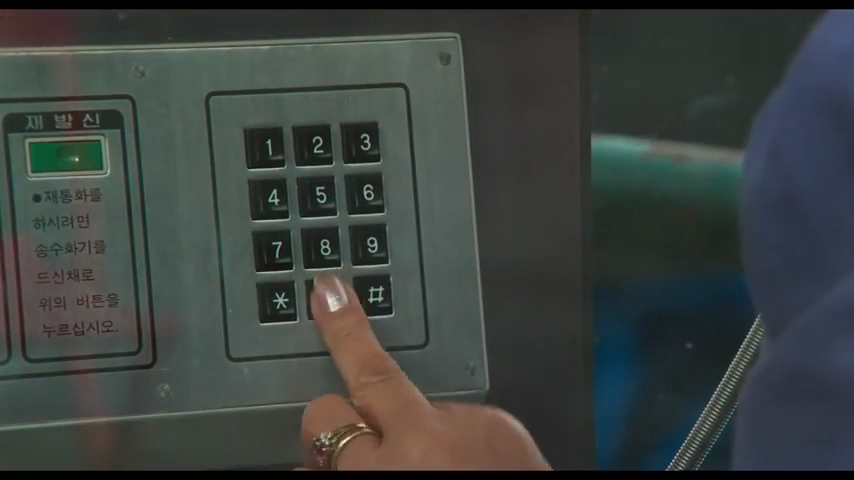 재발신
●재통화를
하시려면
송수화기를
드신채로
위의 버튼을
누르십시오.
1 2 3
4 5 6
7 8 9
* #